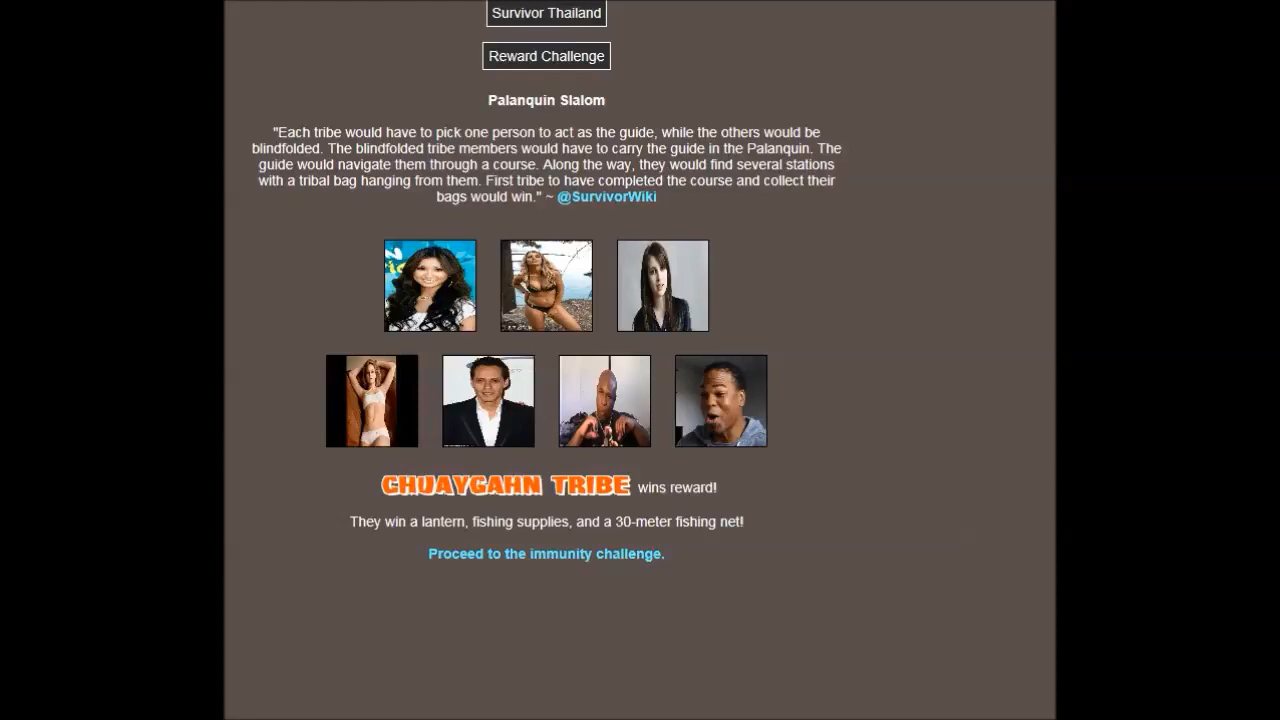 Survivor Thailand
Reward Challenge
Palanquin Slalom
"Each tribe would have to pick one person to act as the guide, while the others would be
blindfolded. The blindfolded tribe members would have to carry the guide in the Palanquin. The
guide would navigate them through a course. Along the way, they would find several stations
with a tribal bag hanging from them. First tribe to have completed the course and collect their
bags would win." ~ @SurvivorWiki
CHUAYGAHN TRIBE wins reward!
They win a lantern, fishing supplies, and a 30-meter fishing net!
Proceed to the immunity challenge.